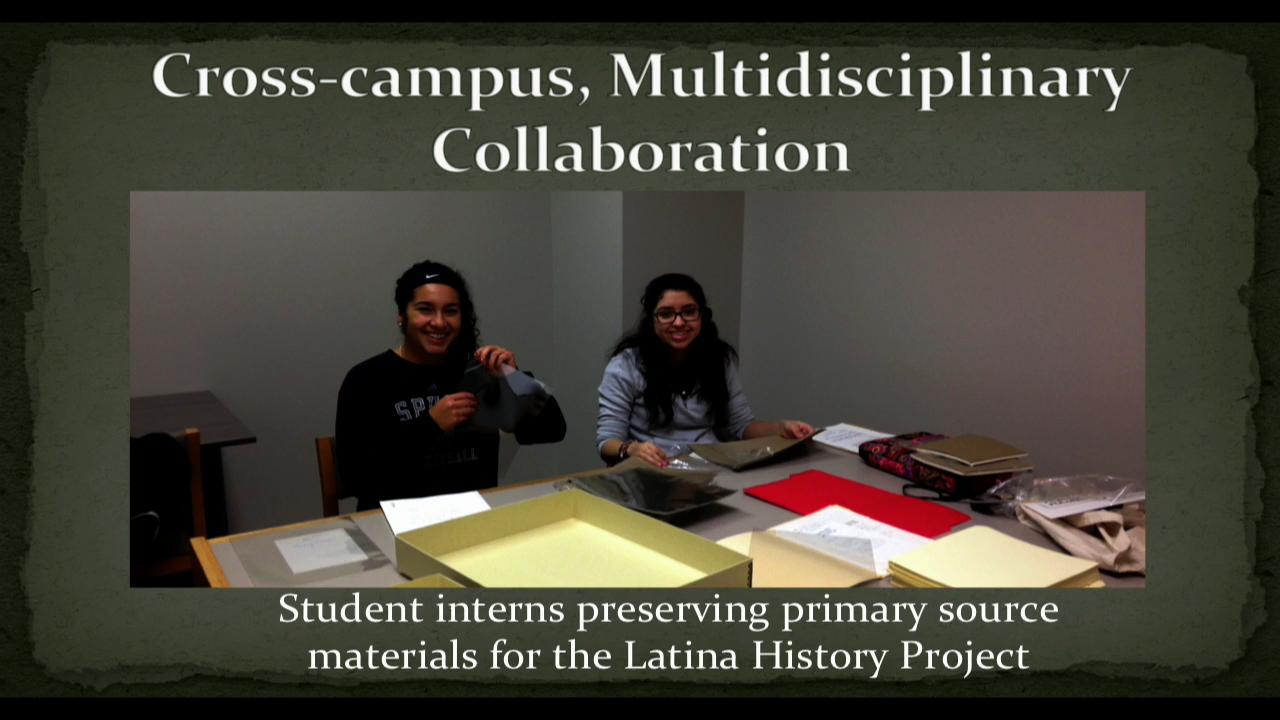 Cross-campus, Multidisciplinary
Collaboration
Student interns preserving primary source
materials for the Latina History Project